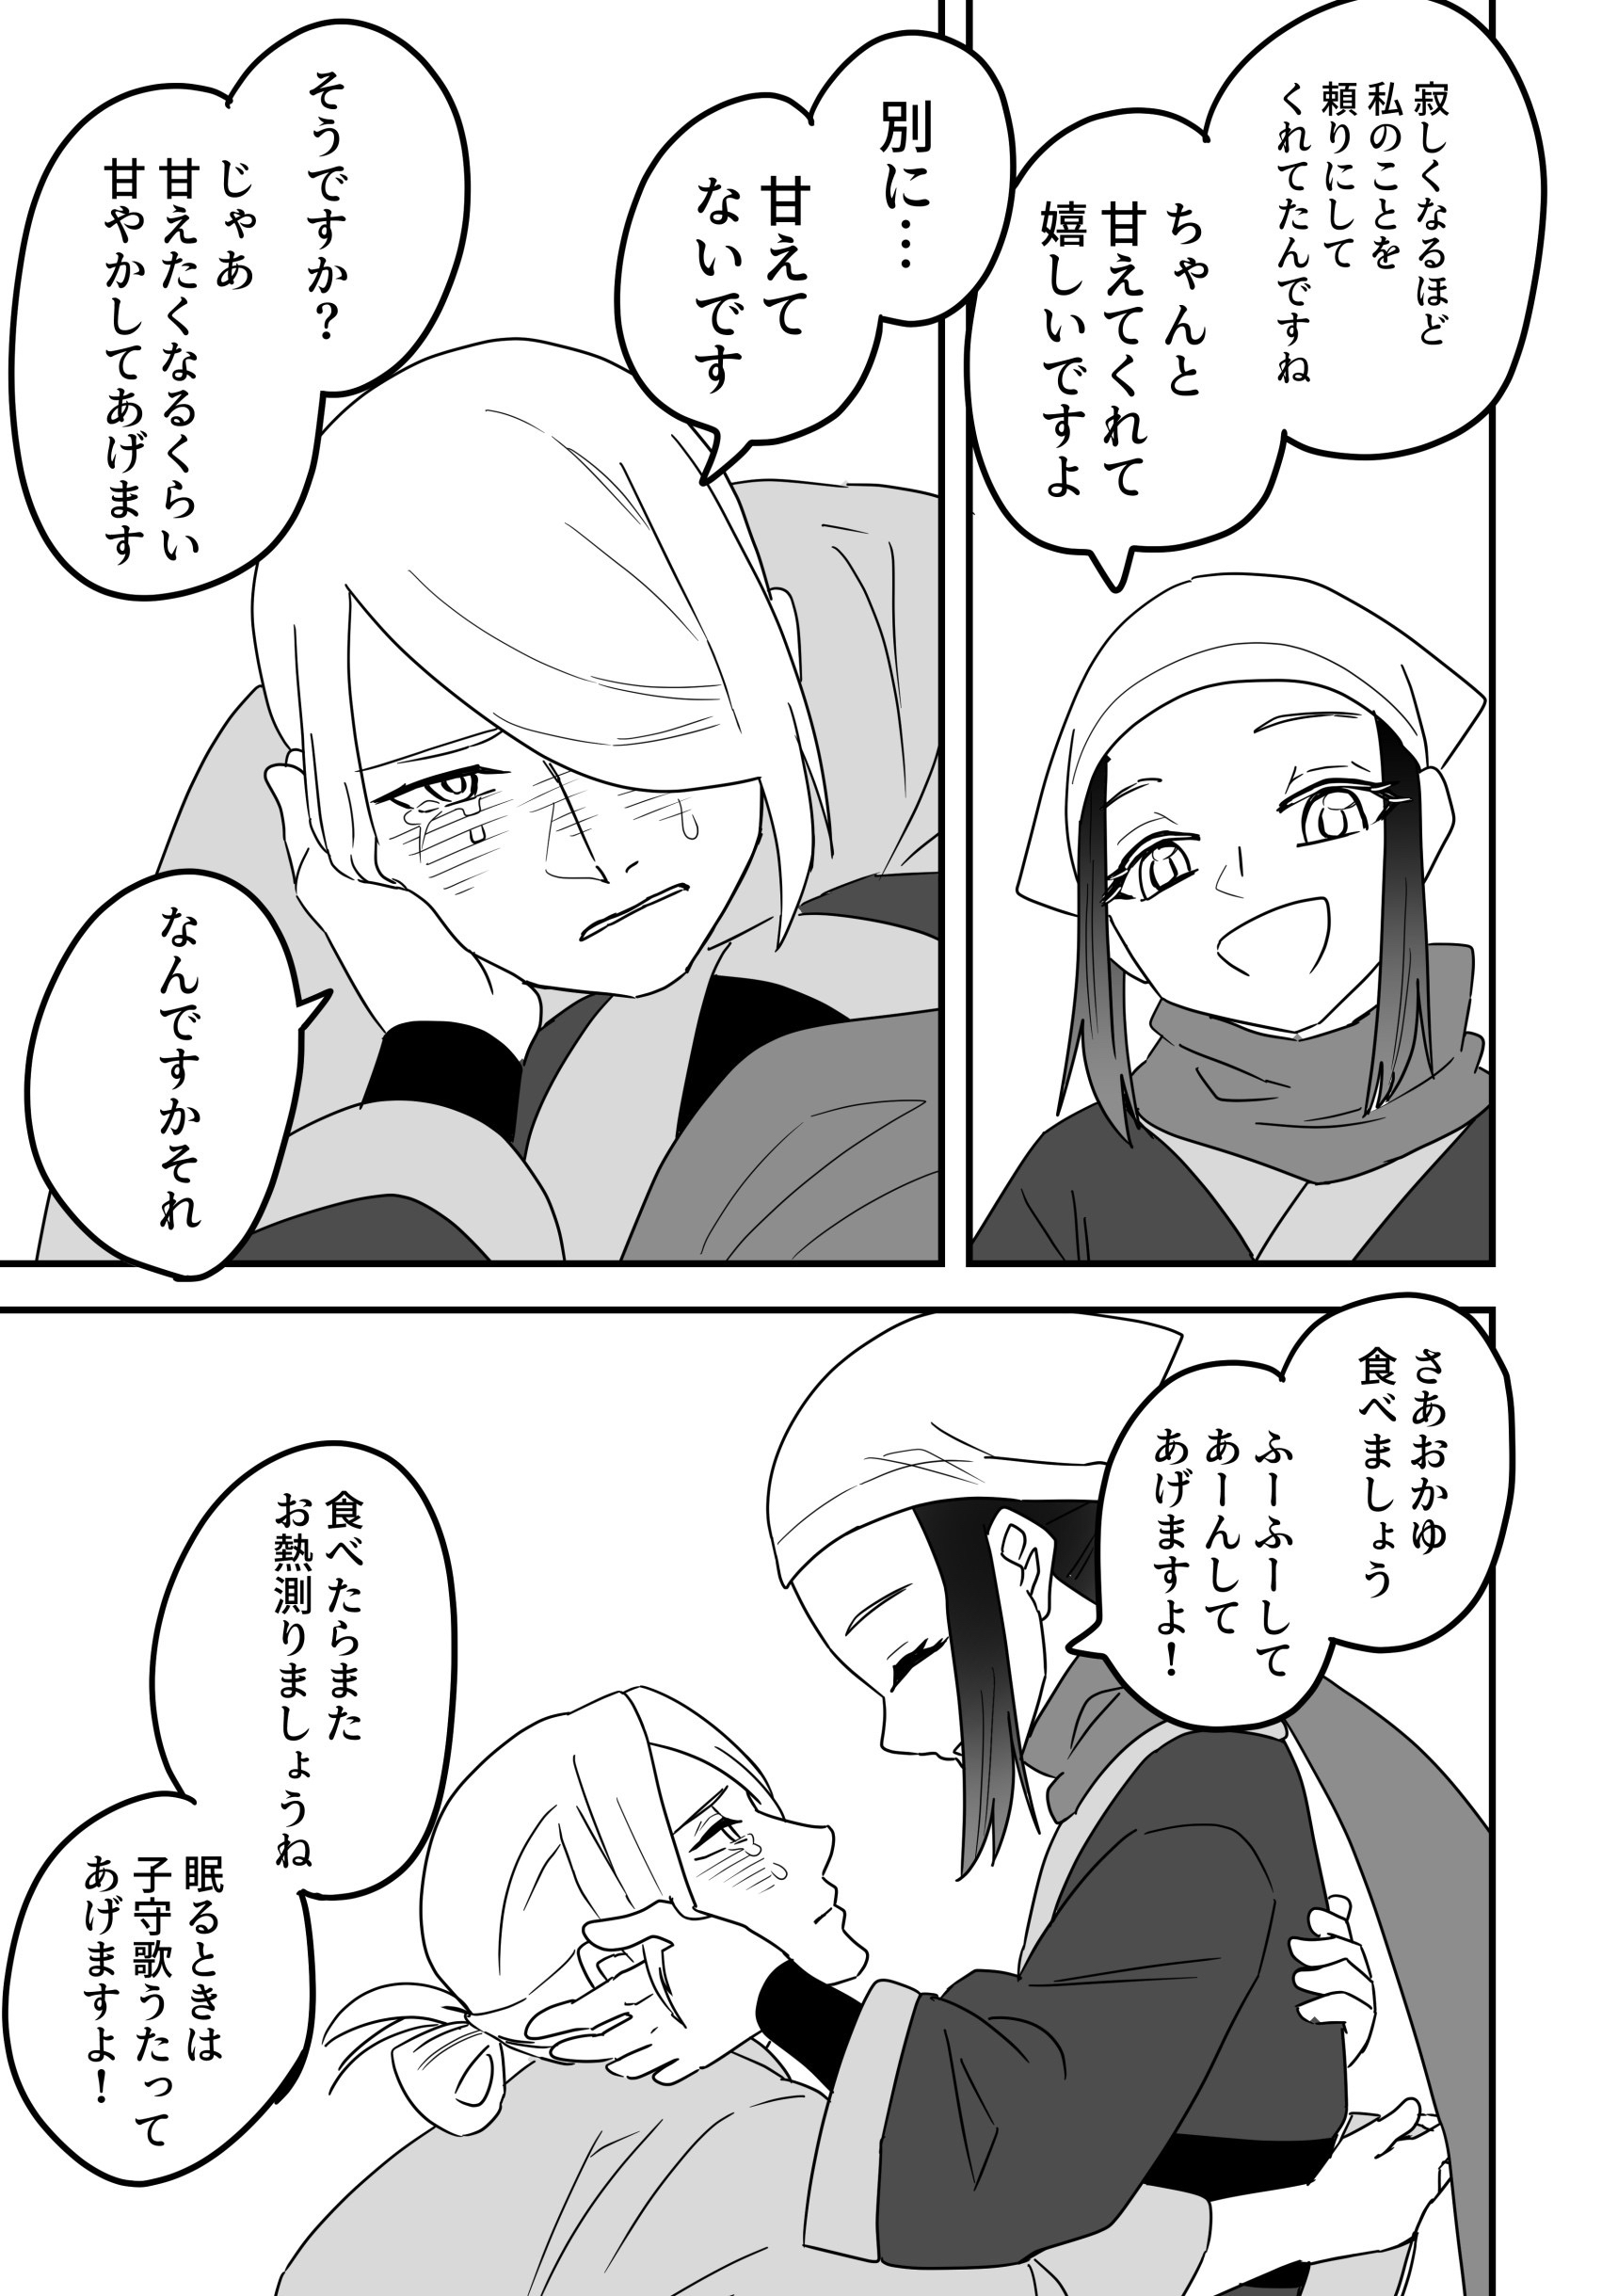 寂しくなるほど
私のことを
頼りにして
くれてたんですね
ちゃんと
甘えてくれて
嬉しいですよ
別に…
甘えて
ないです
そうですか?
じゃあ
甘えたくなるくらい
甘やかしてあげます
なんですかそれ
さあおかゆ
食べましょう
ふーふーして
あーんして
あげますよ!
食べたらまた
お熱測りましょうね
眠るときは
子守歌うたって
あげますよ!